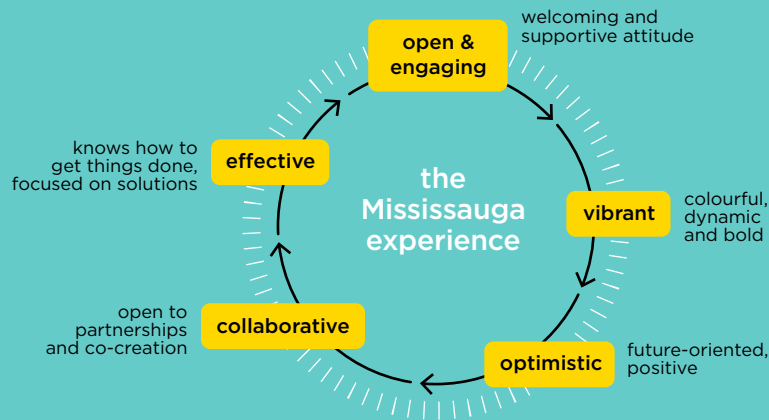 welcoming and
supportive attitude
open &
engaging
vibrant
colourful,
dynamic
and bold
optimistic
future-oriented,
positive
collaborative
open to
partnerships
and co-creation
effective
knows how to
get things done,
focused on solutions
the
Mississauga
experience